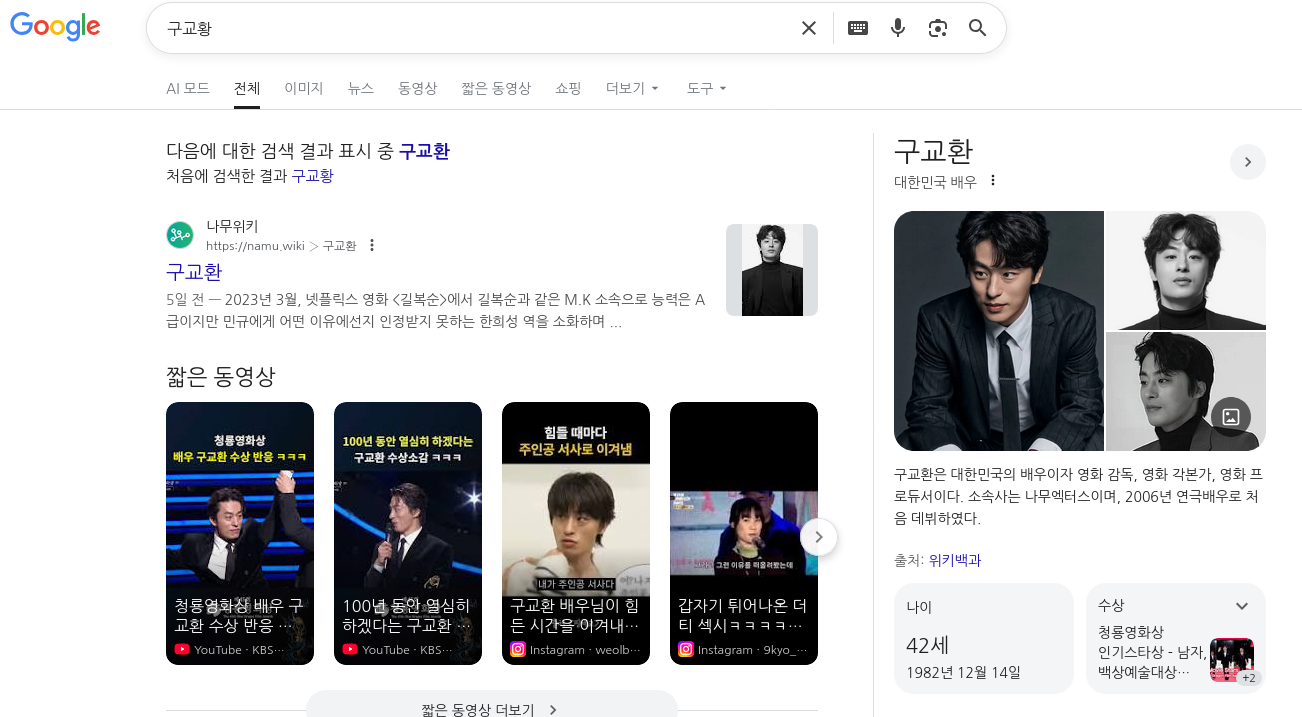 Google
구교황
AI 모드 전체 이미지 뉴스 동영상 짧은 동영상 쇼핑 더보기 도구
다음에 대한 검색 결과 표시 중 구교환
처음에 검색한 결과 구교황
나무위키
https://namu.wiki › 구교환
구교환
5일 전 — 2023년 3월, 넷플릭스 영화 <길복순>에서 길복순과 같은 M.K 소속으로 능력은 A
급이지만 민규에게 어떤 이유에선지 인정받지 못하는 한희성 역을 소화하며 ...
짧은 동영상
청룡영화상
배우 구교환 수상 반응 ㅋㅋㅋ
청룡영화상 배우 구
교환 수상 반응 ...
YouTube · KBS...
100년 동안 열심히 하겠다는
구교환 수상소감 ㅋㅋㅋ
100년 동안 열심히
하겠다는 구교환 ...
YouTube · KBS...
힘들 때마다
주인공 서사로 이겨냄
내가 주인공 서사다
구교환 배우님이 힘
든 시간을 이겨내...
Instagram · weolb...
그런 이유를 떠올려봤는데
갑자기 튀어나온 더
티 섹시ㅋㅋㅋㅋ...
Instagram · 9kyo_...
짧은 동영상 더보기
구교환
대한민국 배우
구교환은 대한민국의 배우이자 영화 감독, 영화 각본가, 영화 프
로듀서이다. 소속사는 나무엑터스이며, 2006년 연극배우로 처
음 데뷔하였다.
출처: 위키백과
나이
42세
1982년 12월 14일
수상
청룡영화상
인기스타상 - 남자,
백상예술대상...
+2